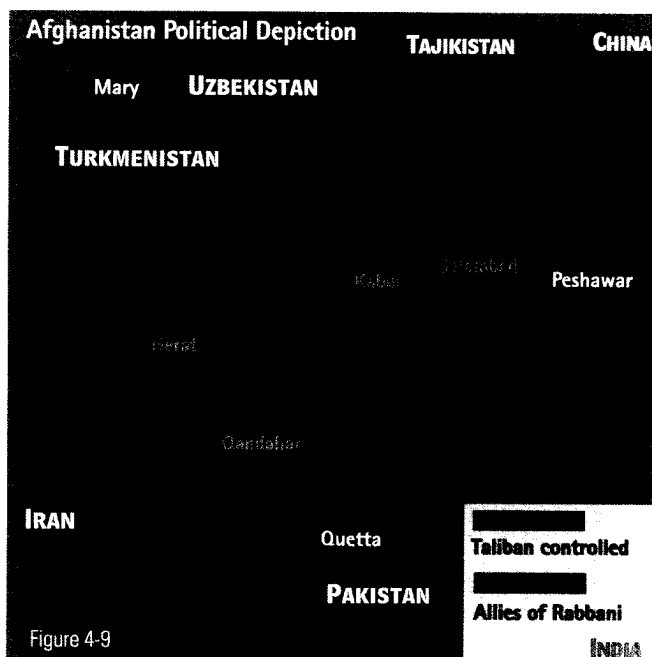 Afghanistan Political Depiction
TAJIKISTAN
CHINA
Mary
UZBEKISTAN
TURKMENISTAN
Kabul
Jalalabad
Peshawar
Herat
Qandahar
IRAN
Quetta
Taliban controlled
PAKISTAN
Allies of Rabbani
Figure 4-9
INDIA